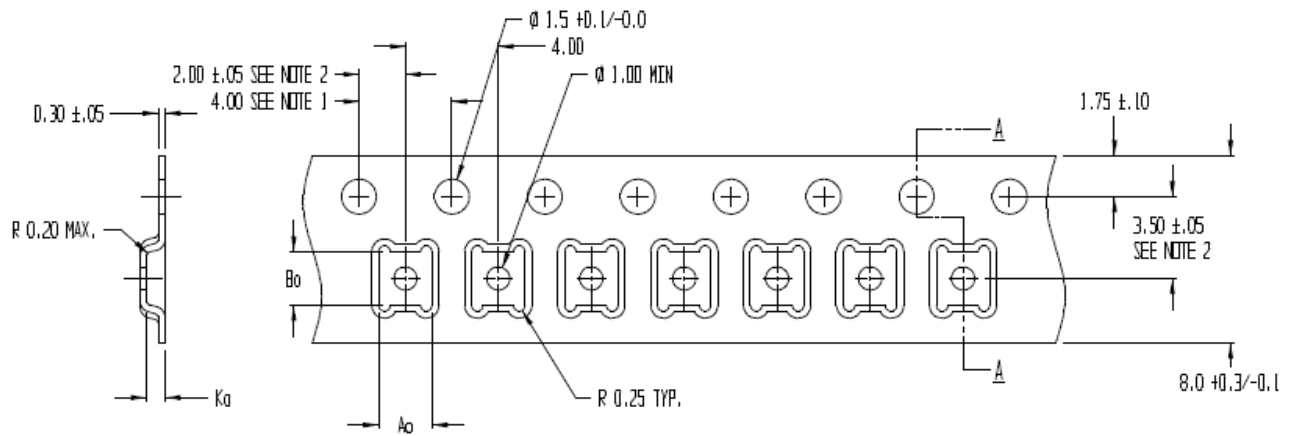 Ø 1.5 +0.1/-0.0
4.00
2.00 ±.05 SEE NOTE 2
Ø 1.00 MIN
4.00 SEE NOTE 1
0.30 ±.05
1.75 ±.10
A
R 0.20 MAX.
3.50 ±.05
SEE NOTE 2
Bo
A
8.0 +0.3/-0.1
Ko
R 0.25 TYP.
Ao